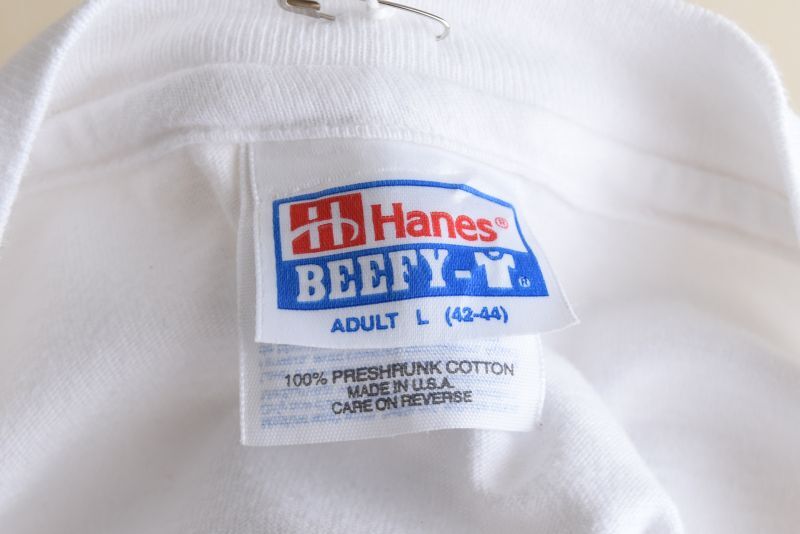 Hanes®
BEEFY-T®
ADULT L (42-44)
100% PRESHRUNK COTTON
MADE IN U.S.A.
CARE ON REVERSE